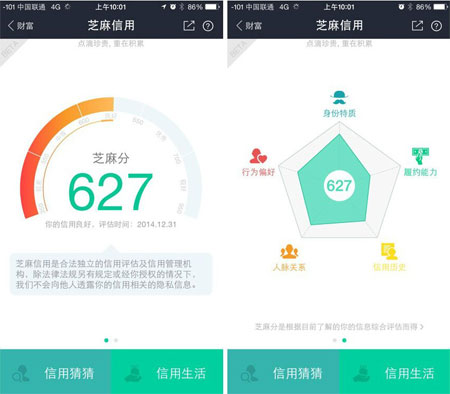 -101 中国联通 4G 上午10:01 86%
财富
芝麻信用
BETA
点滴珍贵,重在积累
芝麻分
627
你的信用良好,评估时间:2014.12.31
芝麻信用是合法独立的信用评估及信用管理机
构、除法律法规另有规定或经你授权的情况下,
我们不会向他人透露你的信用相关的隐私信息。
信用猜猜
信用生活
-101 中国联通 4G 上午10:01 86%
财富
芝麻信用
BETA
点滴珍贵,重在积累
身份特质
行为偏好
履约能力
627
人脉关系
信用历史
芝麻分是根据目前了解的你的信息综合评估而得 >
信用猜猜
信用生活